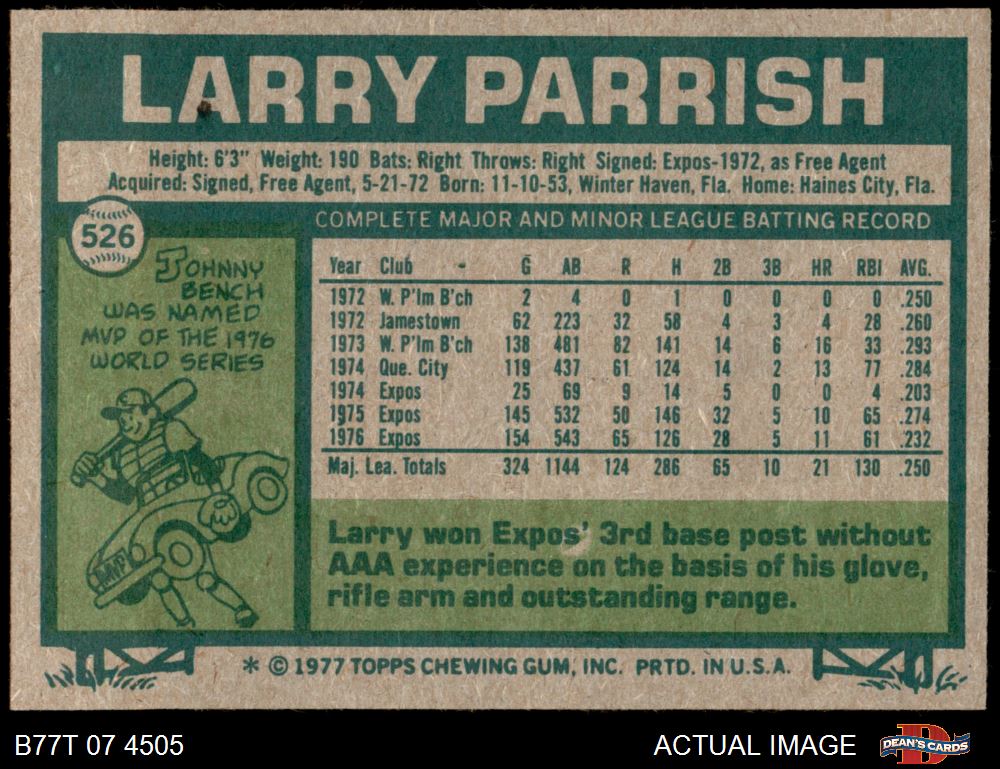 LARRY PARRISH
Height: 6'3" Weight: 190 Bats: Right Throws: Right Signed: Expos-1972, as Free Agent
Acquired: Signed, Free Agent, 5-21-72 Born: 11-10-53, Winter Haven, Fla. Home: Haines City, Fla.
526
JOHNNY
BENCH
WAS NAMED
MVP OF THE 1976
WORLD SERIES
MVP
COMPLETE MAJOR AND MINOR LEAGUE BATTING RECORD
Year Club G AB R H 2B 3B HR RBI AVG.
1972 W. P'lm B'ch 2 4 0 1 0 0 0 0 .250
1972 Jamestown 62 223 32 58 4 3 4 28 .260
1973 W. P'lm B'ch 138 481 82 141 14 6 16 33 .293
1974 Que. City 119 437 61 124 14 2 13 77 .284
1974 Expos 25 69 9 14 5 0 0 4 .203
1975 Expos 145 532 50 146 32 5 10 65 .274
1976 Expos 154 543 65 126 28 5 11 61 .232
Maj. Lea. Totals 324 1144 124 286 65 10 21 130 .250
Larry won Expos' 3rd base post without
AAA experience on the basis of his glove,
rifle arm and outstanding range.
* © 1977 TOPPS CHEWING GUM, INC. PRTD. IN U.S.A.
B77T 07 4505
ACTUAL IMAGE
B
DEAN'S CARDS